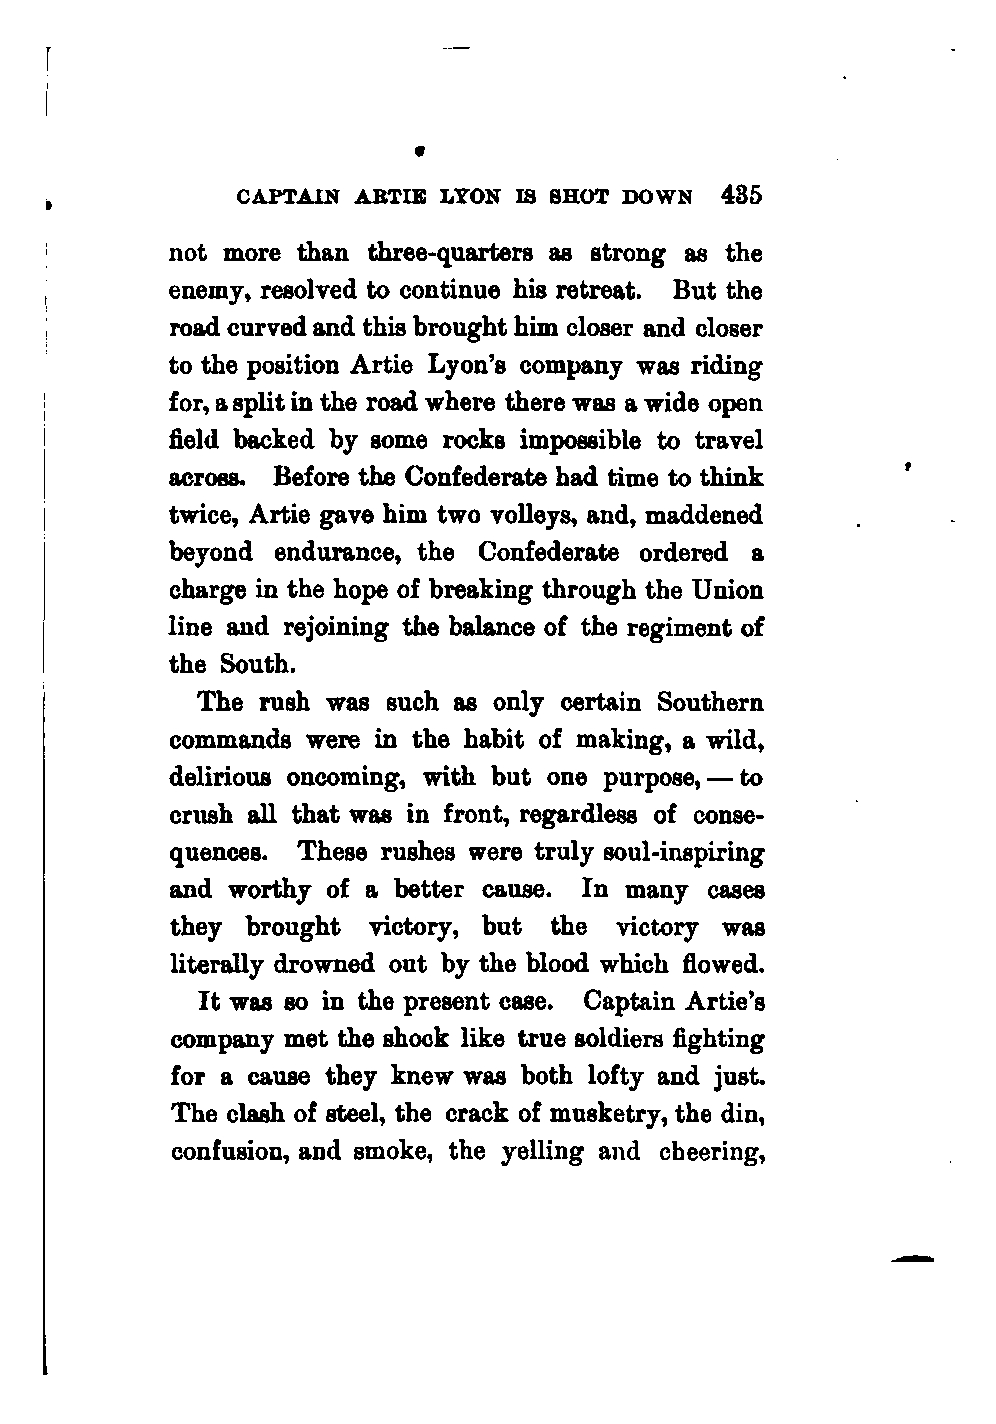 CAPTAIN ARTIE LYON IS SHOT DOWN 435
not more than three-quarters as strong as the
enemy, resolved to continue his retreat. But the
road curved and this brought him closer and closer
to the position Artie Lyon's company was riding
for, a split in the road where there was a wide open
field backed by some rocks impossible to travel
across. Before the Confederate had time to think
twice, Artie gave him two volleys, and, maddened
beyond endurance, the Confederate ordered a
charge in the hope of breaking through the Union
line and rejoining the balance of the regiment of
the South.
The rush was such as only certain Southern
commands were in the habit of making, a wild,
delirious oncoming, with but one purpose, — to
crush all that was in front, regardless of conse-
quences. These rushes were truly soul-inspiring
and worthy of a better cause. In many cases
they brought victory, but the victory was
literally drowned out by the blood which flowed.
It was so in the present case. Captain Artie's
company met the shock like true soldiers fighting
for a cause they knew was both lofty and just.
The clash of steel, the crack of musketry, the din,
confusion, and smoke, the yelling and cheering,